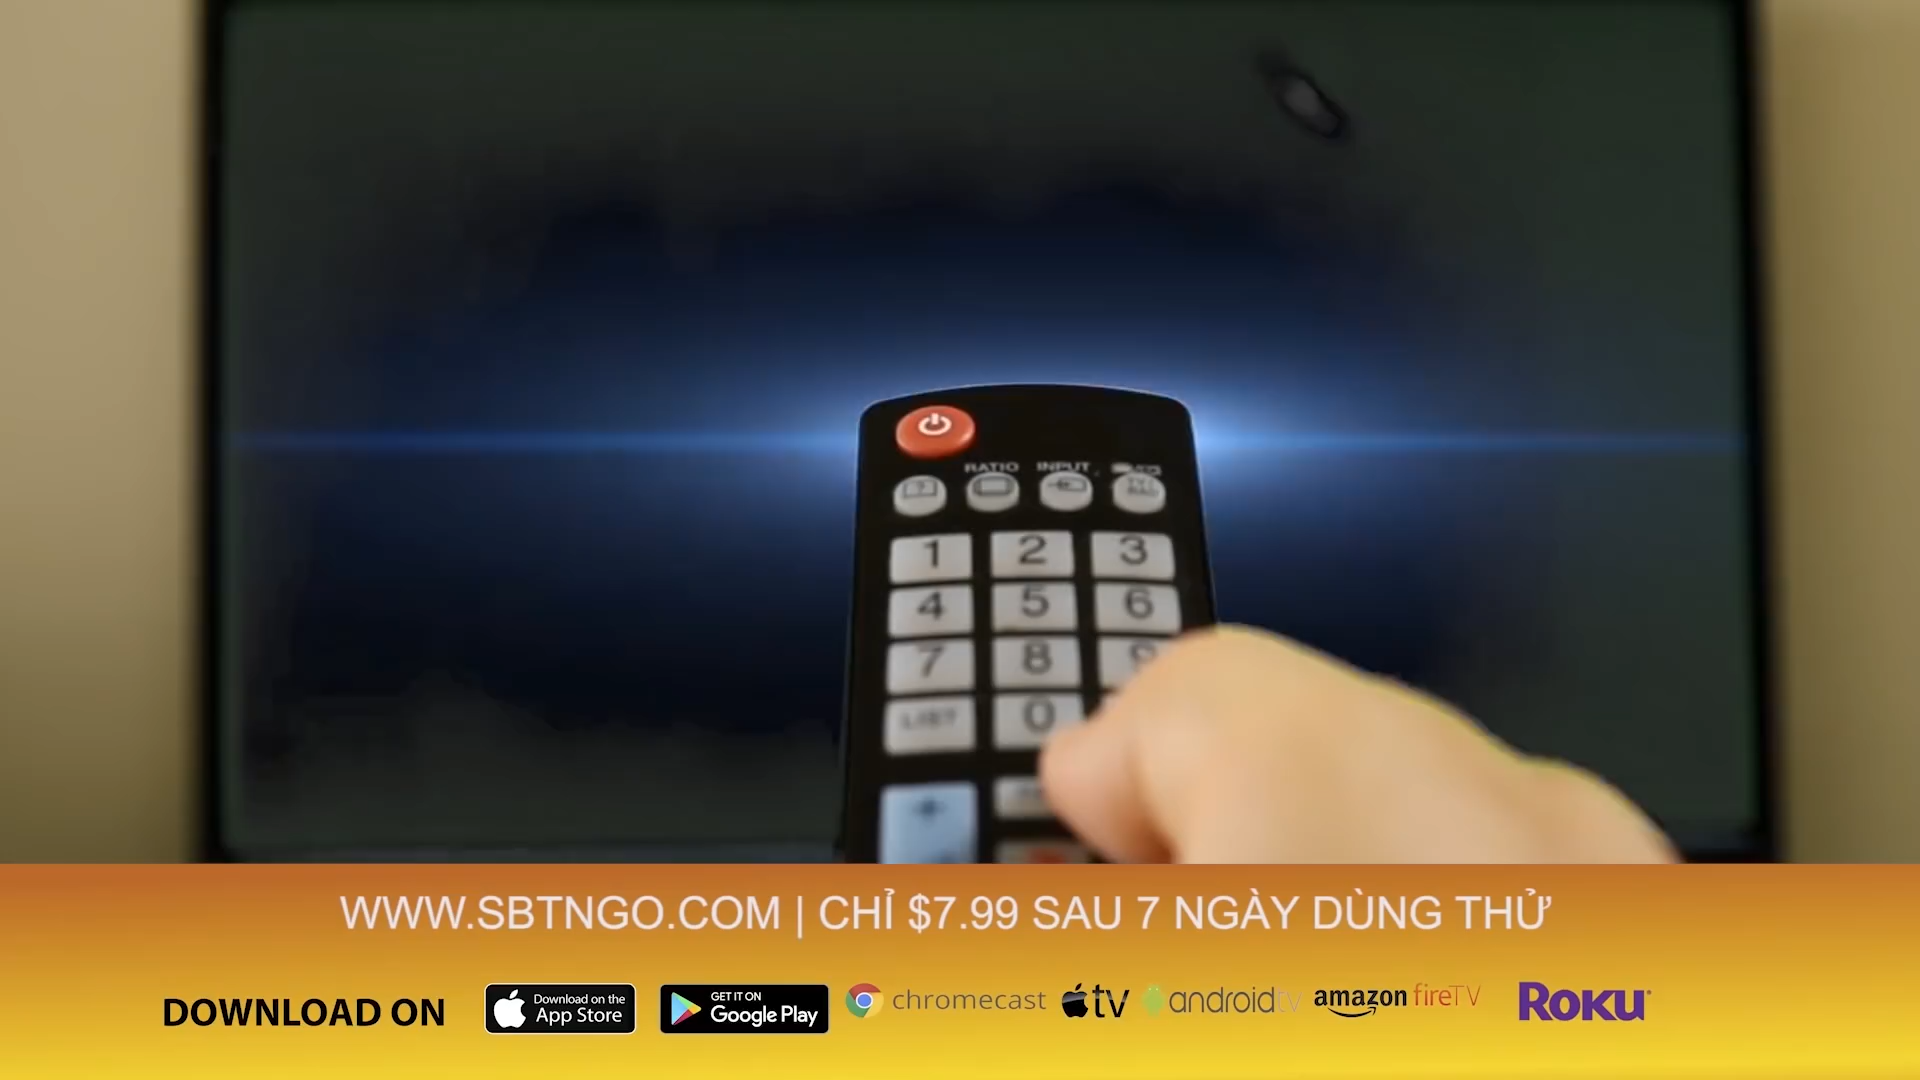 RATIO INPUT
?
1 2 3
4 5 6
7 8 9
LIST 0
+
WWW.SBTNGO.COM | CHỈ $7.99 SAU 7 NGÀY DÙNG THỬ
DOWNLOAD ON Download on the App Store GET IT ON Google Play chromecast tv androidtv amazon fireTV ROKU